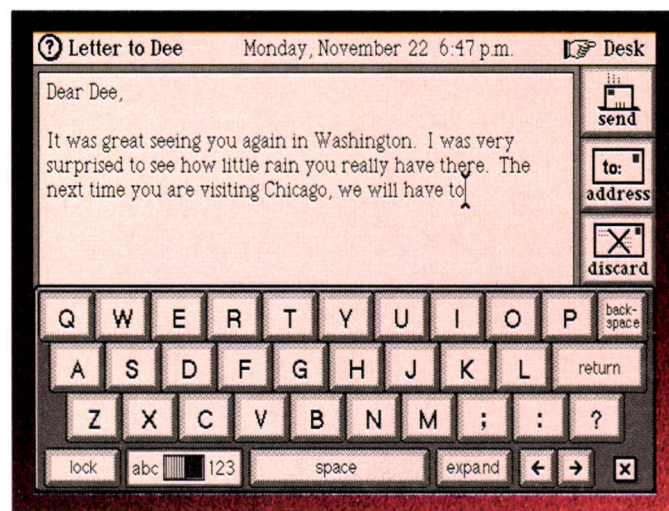 ? Letter to Dee Monday, November 22 6:47 p.m. Desk
Dear Dee,
send
It was great seeing you again in Washington. I was very
surprised to see how little rain you really have there. The
next time you are visiting Chicago, we will have to
to:
address
discard
Q W E R T Y U I O P back-space
A S D F G H J K L return
Z X C V B N M ; : ?
lock abc 123 space expand ← → x